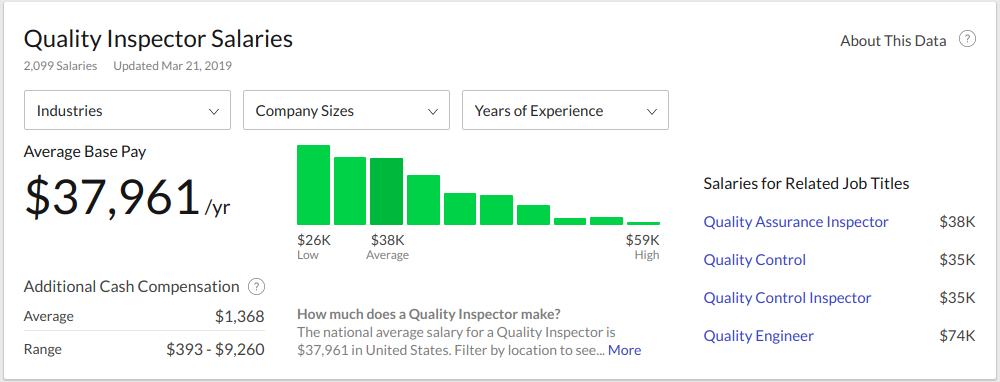 Quality Inspector Salaries
About This Data ?
2,099 Salaries Updated Mar 21, 2019
Industries
Company Sizes
Years of Experience
Average Base Pay
$37,961 /yr
$26K
Low
$38K
Average
$59K
High
Additional Cash Compensation ?
Average $1,368
Range $393 - $9,260
How much does a Quality Inspector make?
The national average salary for a Quality Inspector is
$37,961 in United States. Filter by location to see... More
Salaries for Related Job Titles
Quality Assurance Inspector $38K
Quality Control $35K
Quality Control Inspector $35K
Quality Engineer $74K